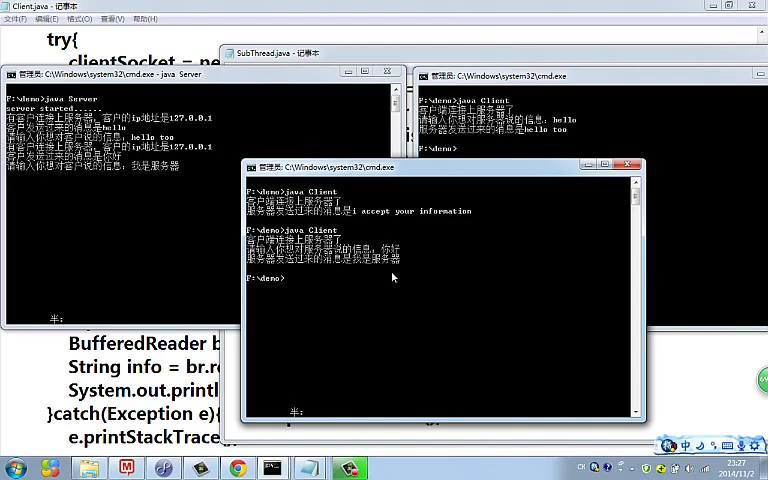 Client.java - 记事本
文件(F) 编辑(E) 格式(O) 查看(V) 帮助(H)
try{
clientSocket = ne
SubThread.java - 记事本
管理员: C:\Windows\system32\cmd.exe - java Server
F:\demo>java Server
server started......
有客户连接上服务器，客户的ip地址是127.0.0.1
客户发送过来的消息是hello
请输入你想对客户说的信息：hello too
有客户连接上服务器，客户的ip地址是127.0.0.1
客户发送过来的消息是你好
请输入你想对客户说的信息：我是服务器
半：
管理员: C:\Windows\system32\cmd.exe
F:\demo>java Client
客户端连接上服务器了
请输入你想对服务器说的信息：hello
服务器发送过来的消息是hello too
F:\demo>
管理员: C:\Windows\system32\cmd.exe
F:\demo>java Client
客户端连接上服务器了
服务器发送过来的消息是i accept your information
F:\demo>java Client
客户端连接上服务器了
请输入你想对服务器说的信息：你好
服务器发送过来的消息是我是服务器
F:\demo>
半：
BufferedReader b
String info = br.re
System.out.printl
}catch(Exception e){
e.printStackTrace
中
CH
23:27
2014/11/2